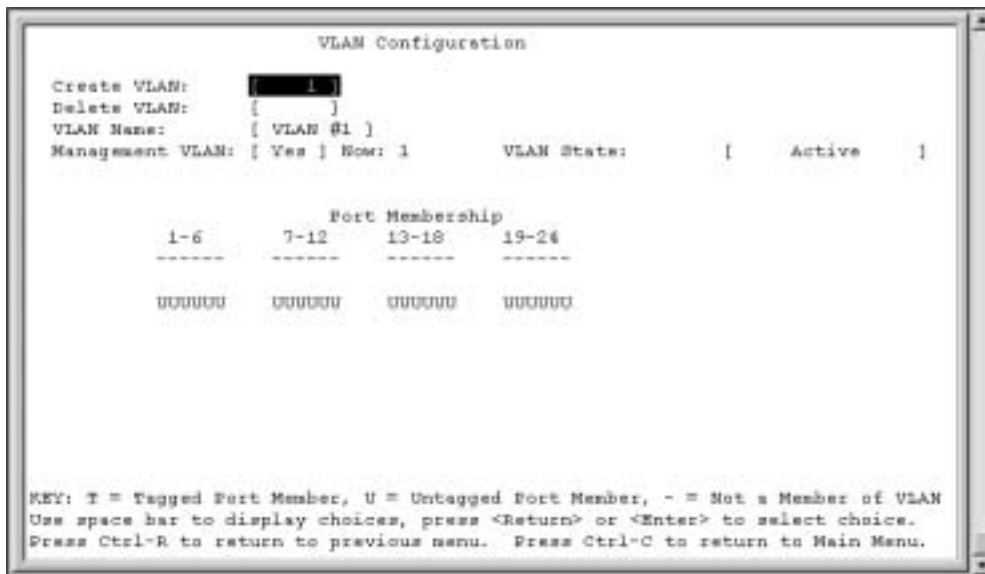 VLAN Configuration
Create VLAN: [ 1 ]
Delete VLAN: [ ]
VLAN Name: [ VLAN #1 ]
Management VLAN: [ Yes ] Now: 1 VLAN State: [ Active ]
Port Membership
1-6 7-12 13-18 19-24
------ ------ ------ ------
UUUUUU UUUUUU UUUUUU UUUUUU
KEY: T = Tagged Port Member, U = Untagged Port Member, - = Not a Member of VLAN
Use space bar to display choices, press <Return> or <Enter> to select choice.
Press Ctrl-R to return to previous menu. Press Ctrl-C to return to Main Menu.